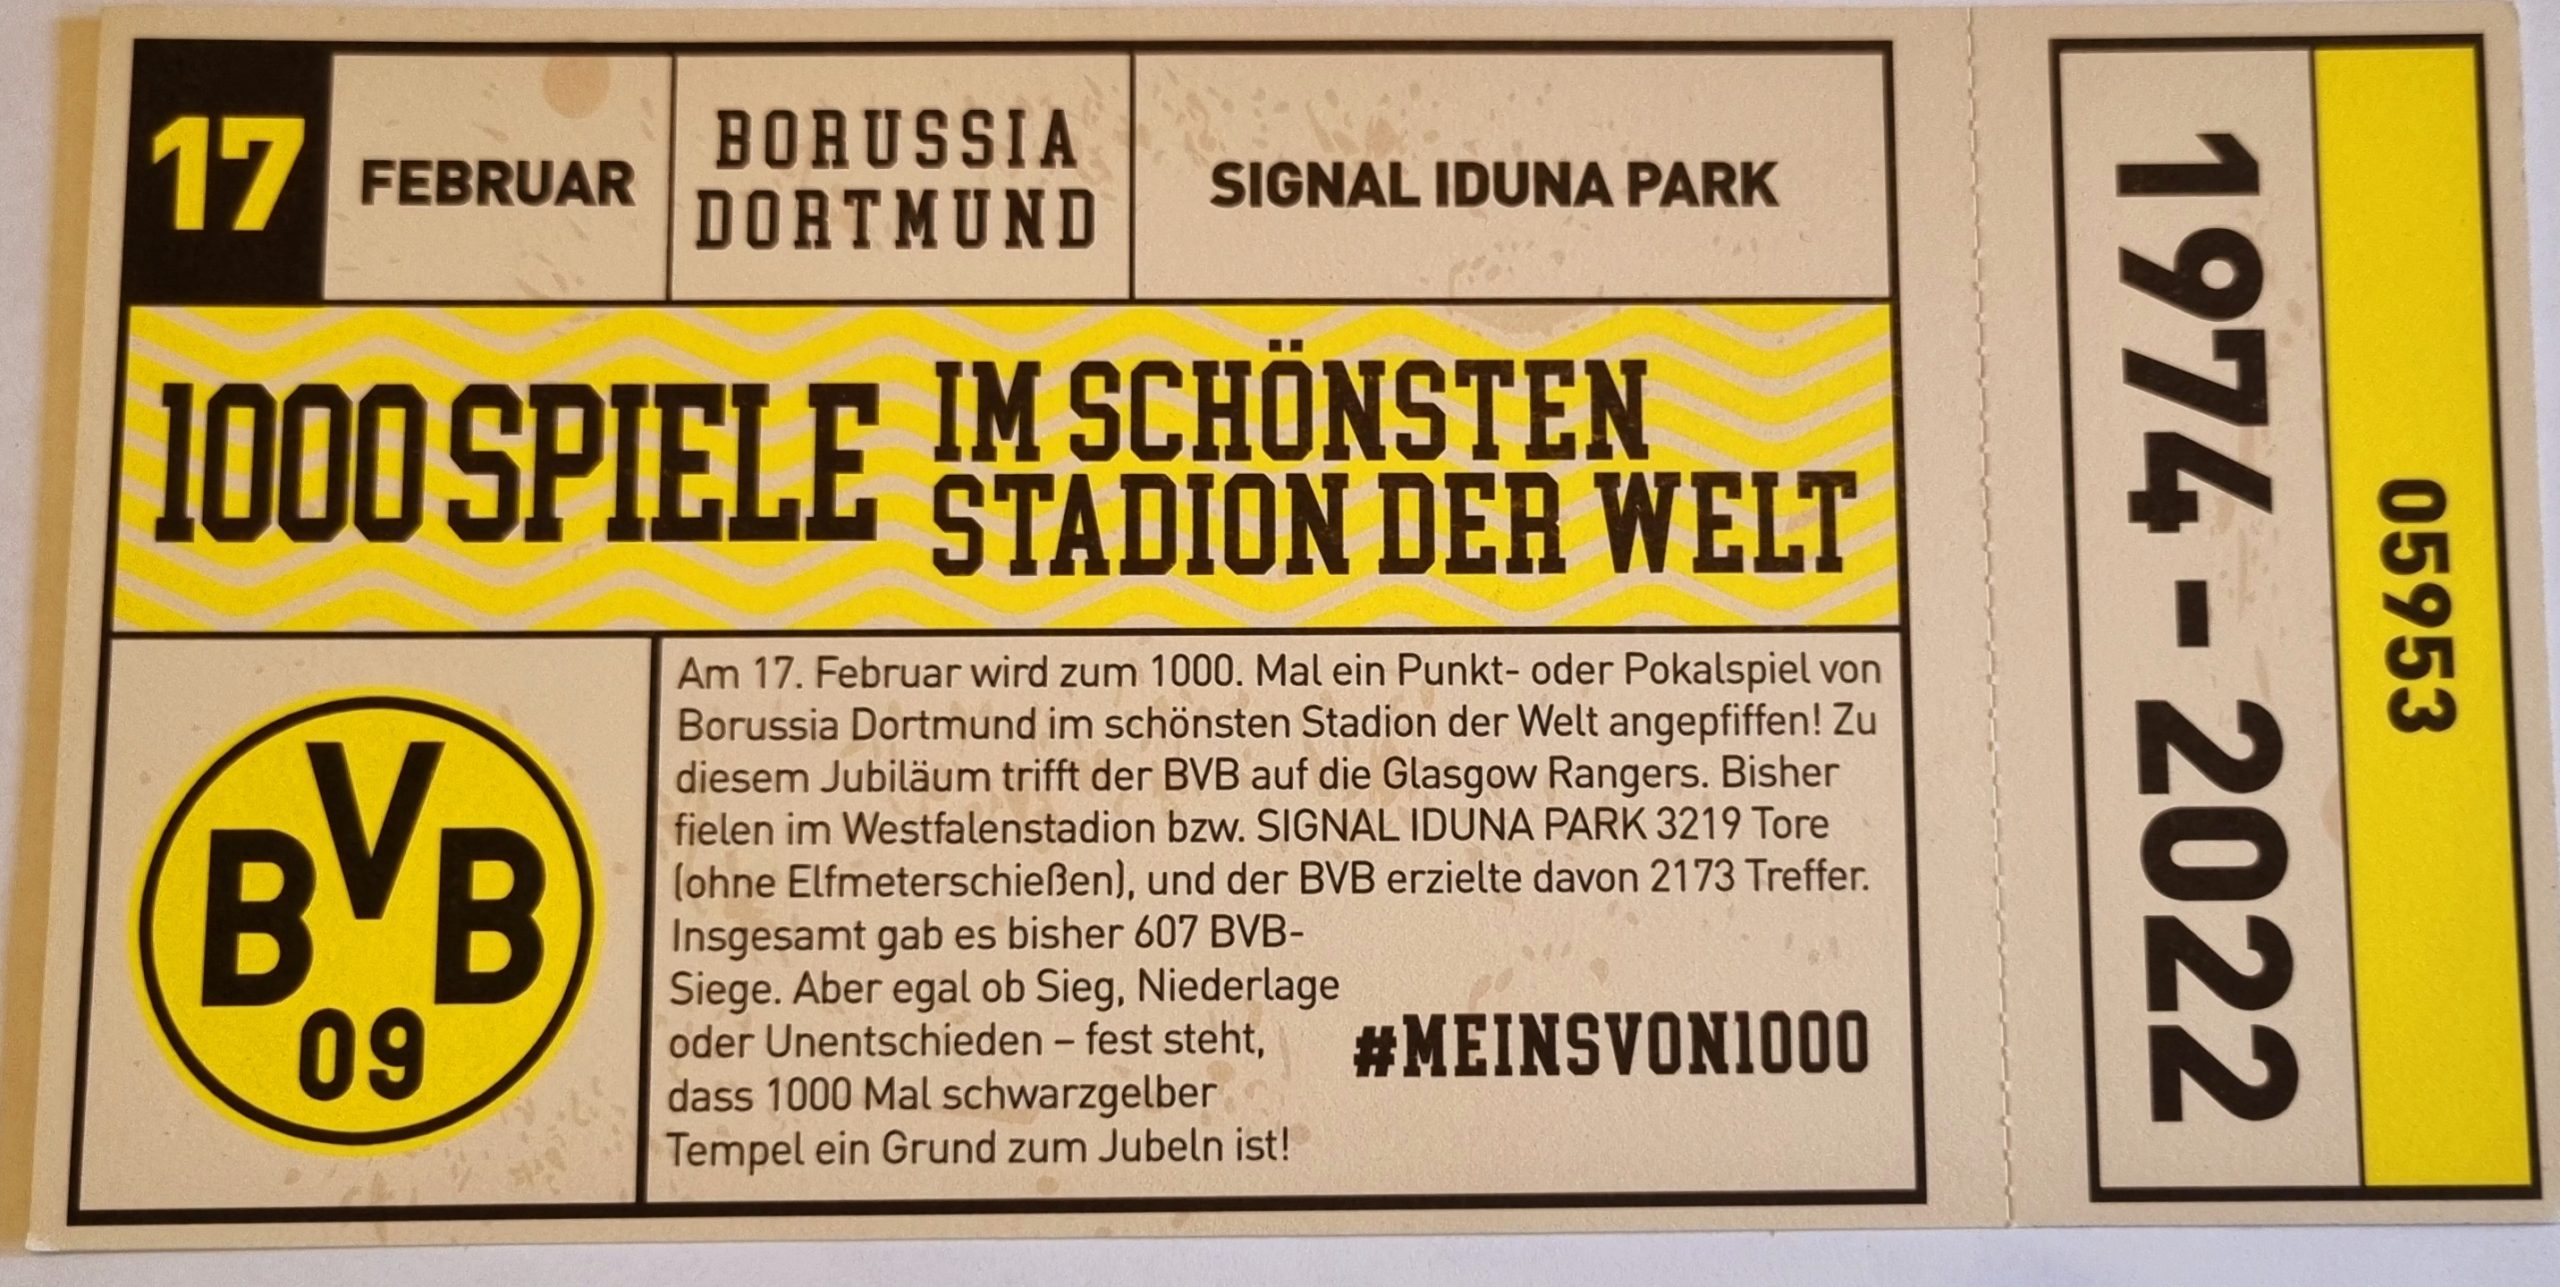 17
FEBRUAR
BORUSSIA
DORTMUND
SIGNAL IDUNA PARK
1000 SPIELE
IM SCHÖNSTEN
STADION DER WELT
BVB
09
Am 17. Februar wird zum 1000. Mal ein Punkt- oder Pokalspiel von
Borussia Dortmund im schönsten Stadion der Welt angepfiffen! Zu
diesem Jubiläum trifft der BVB auf die Glasgow Rangers. Bisher
fielen im Westfalenstadion bzw. SIGNAL IDUNA PARK 3219 Tore
(ohne Elfmeterschießen), und der BVB erzielte davon 2173 Treffer.
Insgesamt gab es bisher 607 BVB-
Siege. Aber egal ob Sieg, Niederlage
oder Unentschieden – fest steht,
dass 1000 Mal schwarzgelber
Tempel ein Grund zum Jubeln ist!
#MEINSVON1000
1974 - 2022
05953